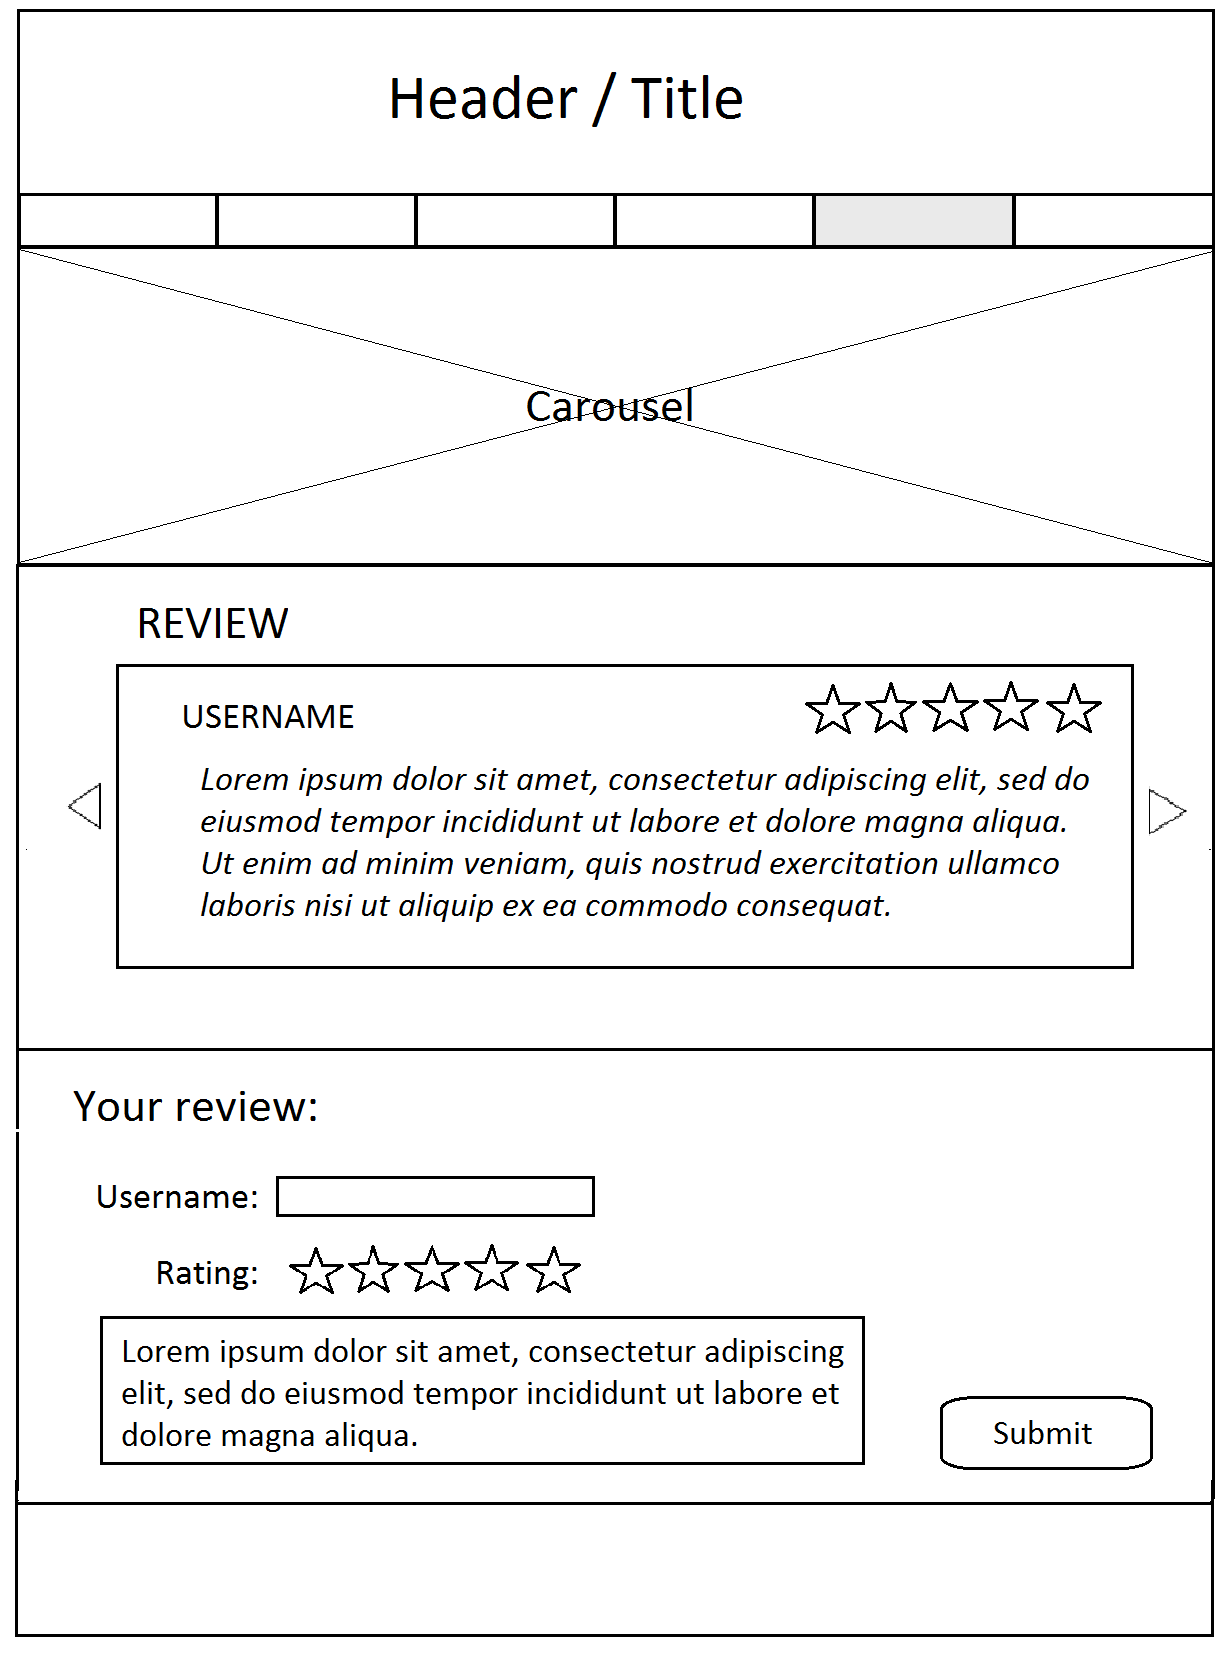 Header / Title
Carousel
REVIEW
USERNAME
Lorem ipsum dolor sit amet, consectetur adipiscing elit, sed do
eiusmod tempor incididunt ut labore et dolore magna aliqua.
Ut enim ad minim veniam, quis nostrud exercitation ullamco
laboris nisi ut aliquip ex ea commodo consequat.
Your review:
Username:
Rating:
Lorem ipsum dolor sit amet, consectetur adipiscing
elit, sed do eiusmod tempor incididunt ut labore et
dolore magna aliqua.
Submit